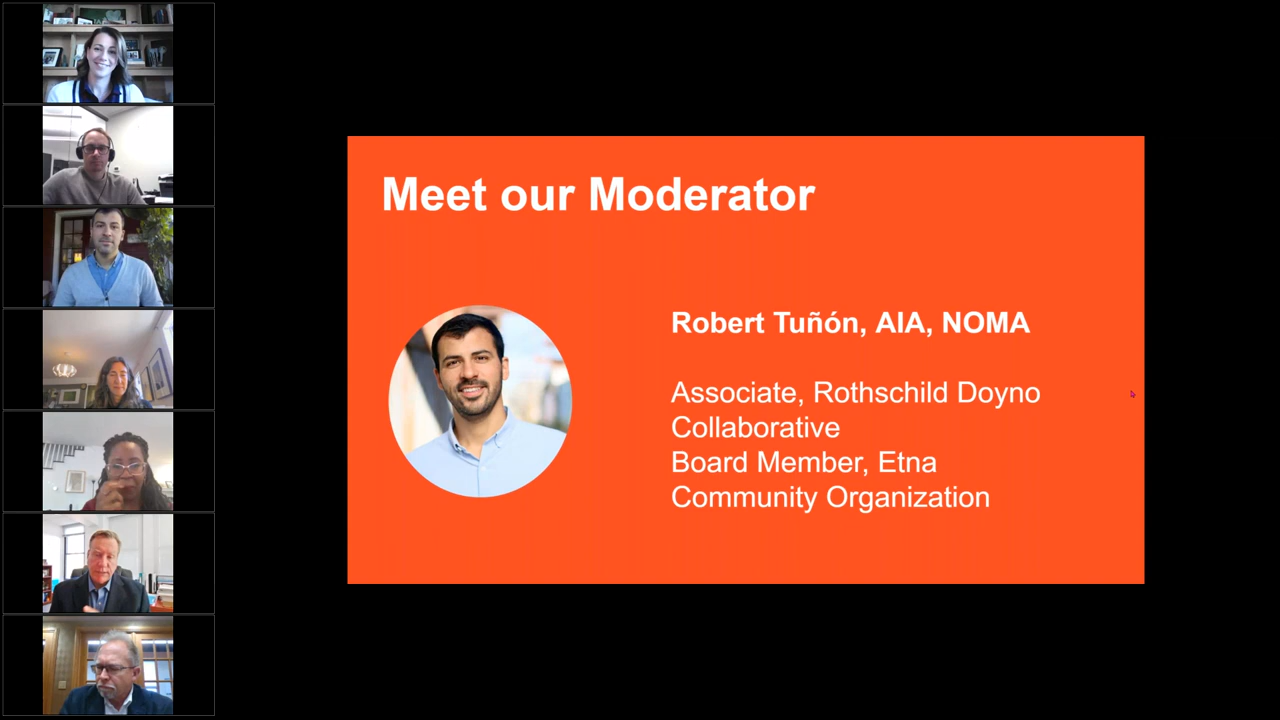 Meet our Moderator
Robert Tuñón, AIA, NOMA
Associate, Rothschild Doyno
Collaborative
Board Member, Etna
Community Organization